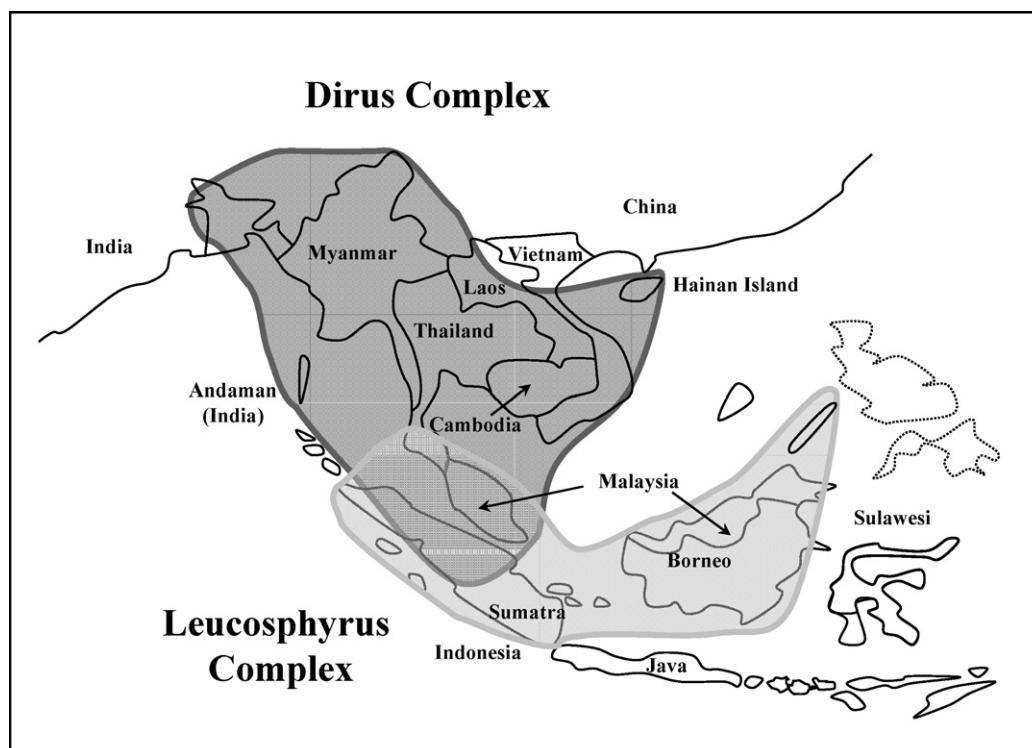 Dirus Complex
China
India
Myanmar
Vietnam
Laos
Hainan Island
Thailand
Andaman
(India)
Cambodia
Malaysia
Sulawesi
Borneo
Leucosphyrus
Complex
Sumatra
Indonesia
Java